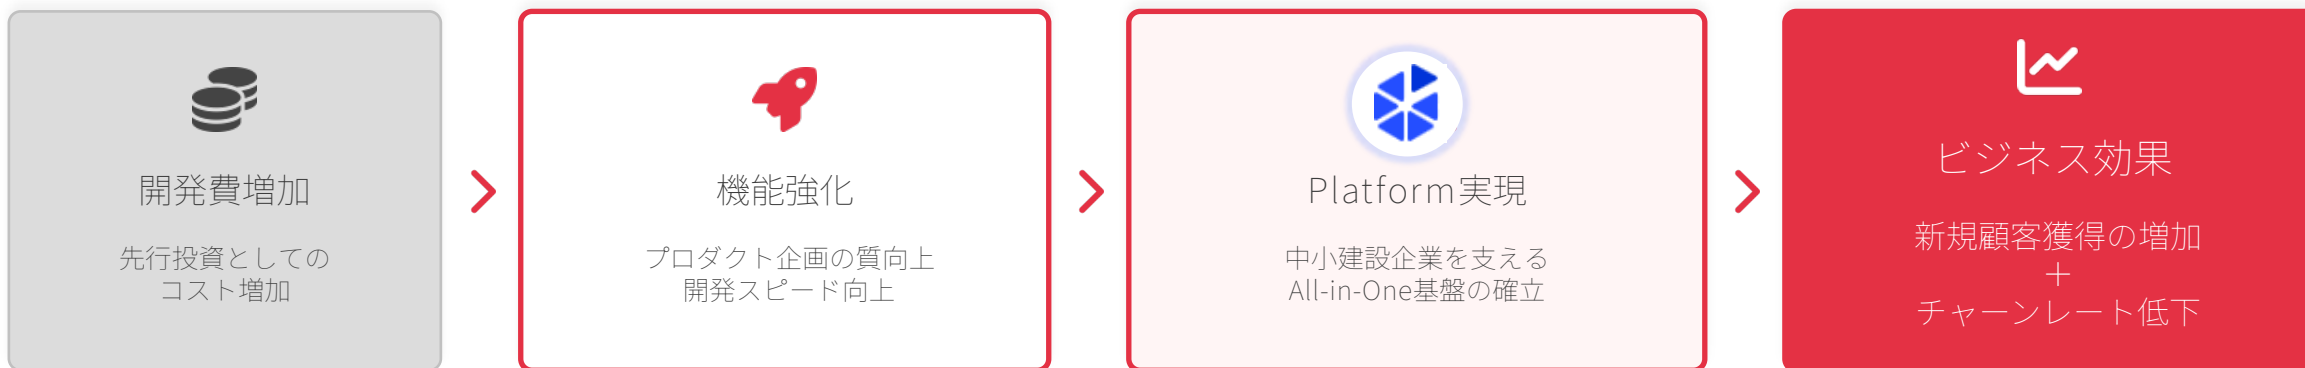 開発費増加
先行投資としての
コスト増加
機能強化
プロダクト企画の質向上
開発スピード向上
Platform実現
中小建設企業を支える
All-in-One基盤の確立
ビジネス効果
新規顧客獲得の増加
＋
チャーンレート低下